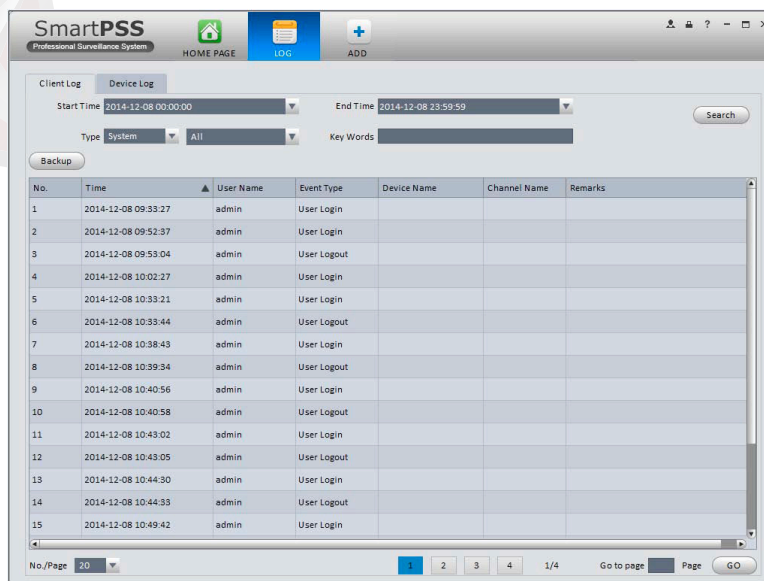 SmartPSS
Professional Surveillance System
HOME PAGE
LOG
ADD
?
Client Log Device Log
Start Time 2014-12-08 00:00:00 End Time 2014-12-08 23:59:59
Search
Type System All Key Words
Backup
No. Time User Name Event Type Device Name Channel Name Remarks
1 2014-12-08 09:33:27 admin User Login
2 2014-12-08 09:52:37 admin User Login
3 2014-12-08 09:53:04 admin User Logout
4 2014-12-08 10:02:27 admin User Login
5 2014-12-08 10:33:21 admin User Login
6 2014-12-08 10:33:44 admin User Logout
7 2014-12-08 10:38:43 admin User Login
8 2014-12-08 10:39:34 admin User Logout
9 2014-12-08 10:40:56 admin User Login
10 2014-12-08 10:40:58 admin User Logout
11 2014-12-08 10:43:02 admin User Login
12 2014-12-08 10:43:05 admin User Logout
13 2014-12-08 10:44:30 admin User Login
14 2014-12-08 10:44:33 admin User Logout
15 2014-12-08 10:49:42 admin User Login
No./Page 20 1 2 3 4 1/4 Go to page Page GO